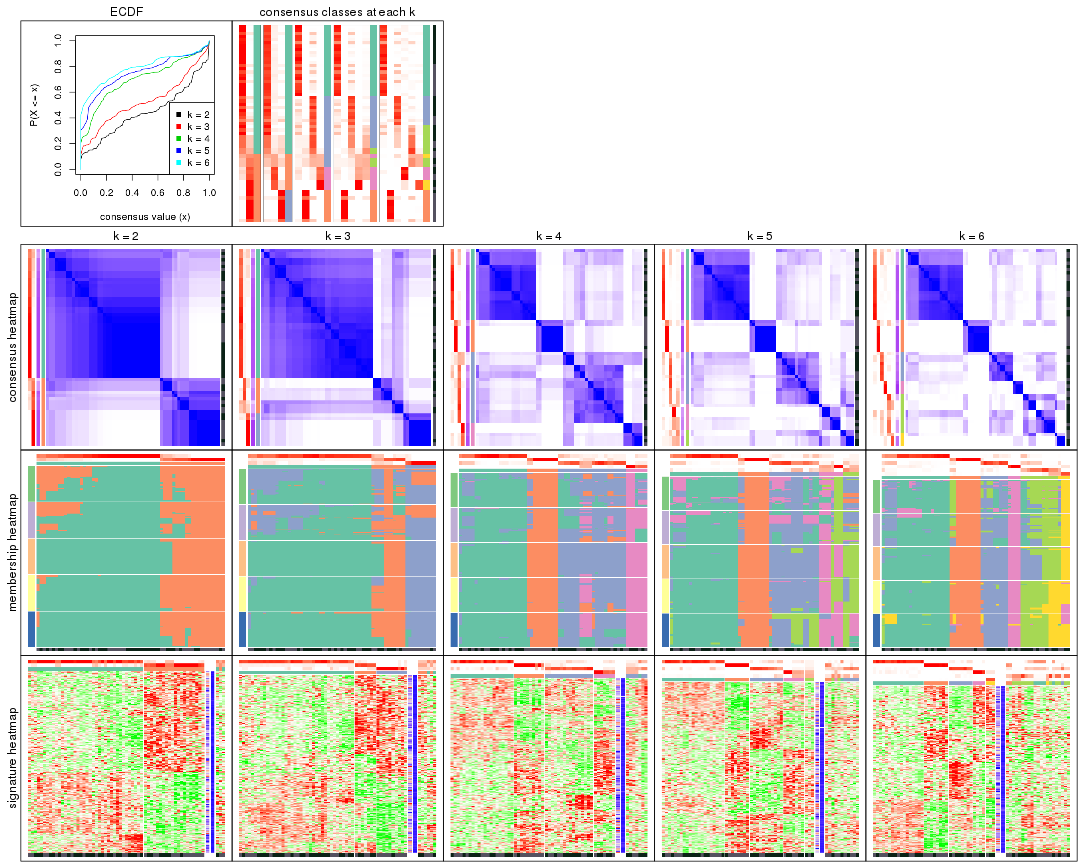 ECDF
consensus classes at each k
P(X <= x)
0.0 0.2 0.4 0.6 0.8 1.0
k = 2
k = 3
k = 4
k = 5
k = 6
0.0 0.2 0.4 0.6 0.8 1.0
consensus value (x)
k = 2
k = 3
k = 4
k = 5
k = 6
consensus heatmap
membership heatmap
signature heatmap